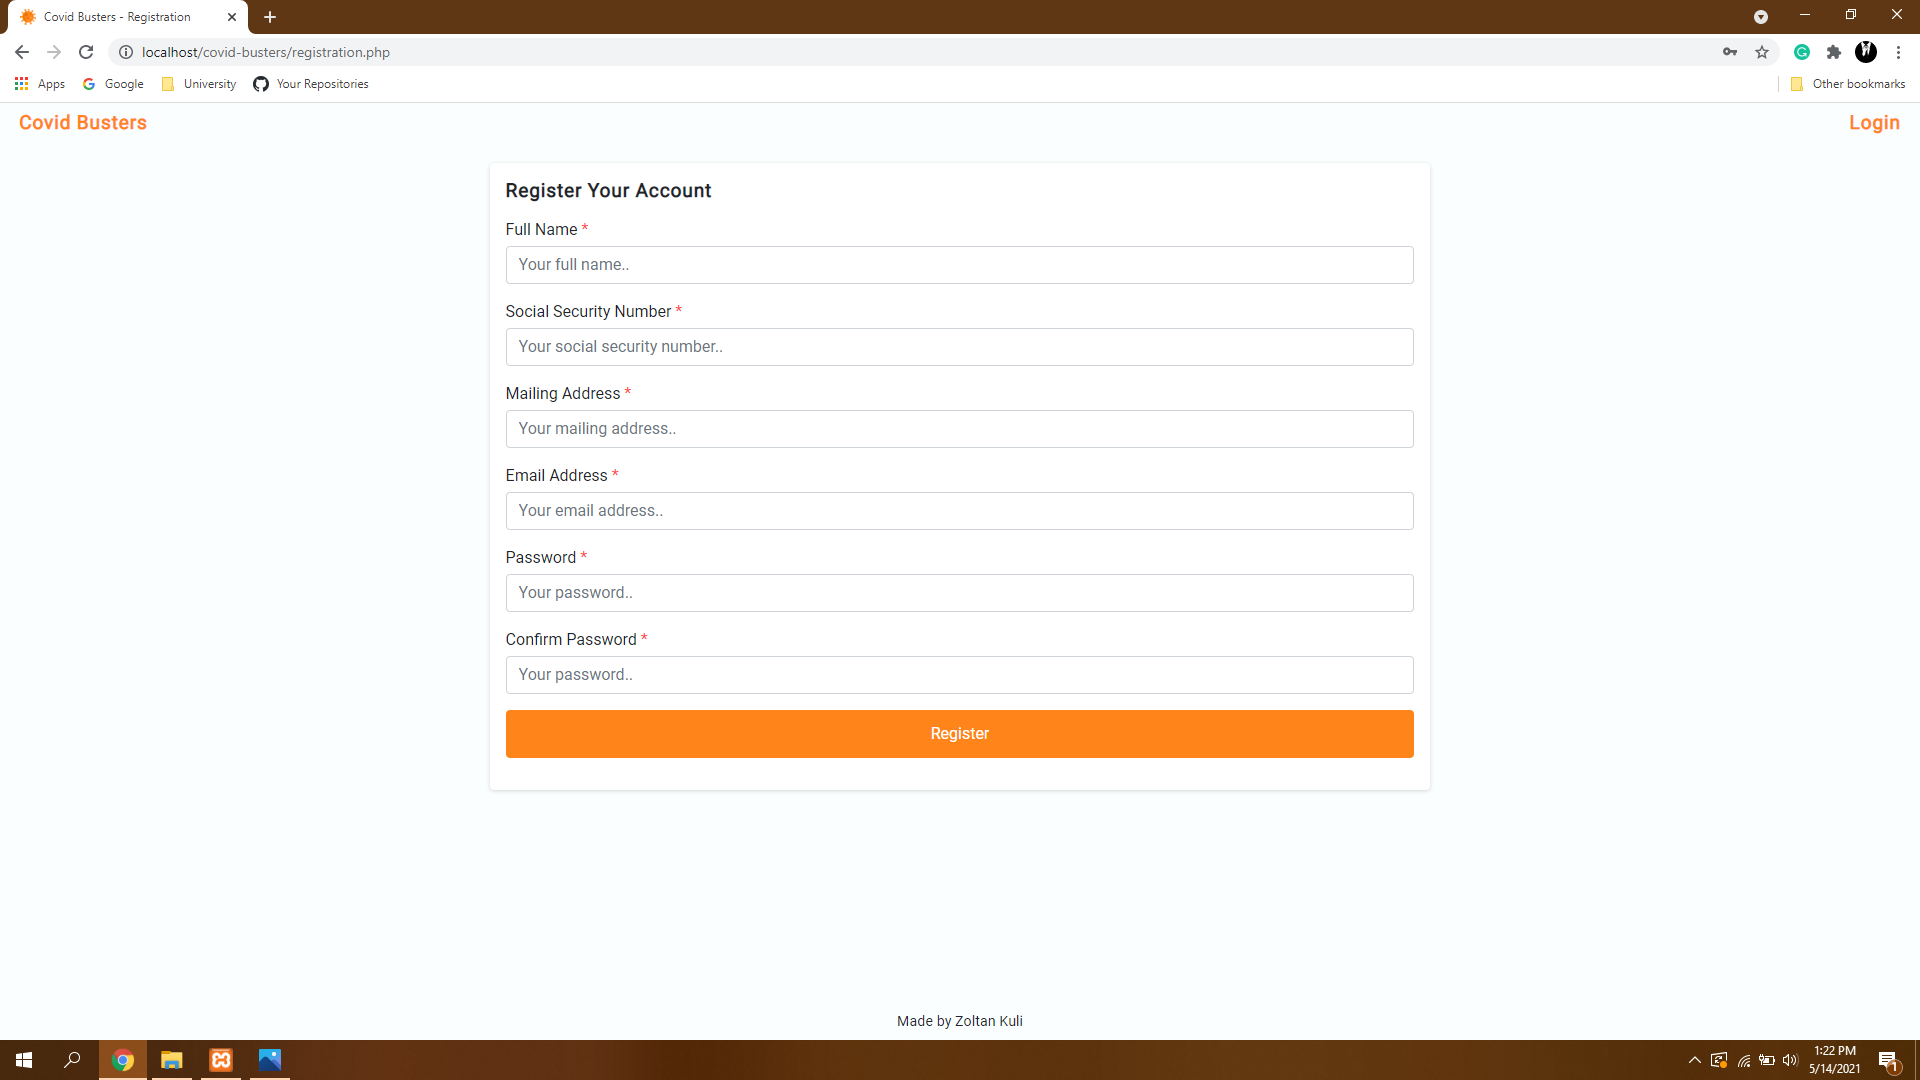 Covid Busters - Registration
localhost/covid-busters/registration.php
Apps Google University Your Repositories Other bookmarks
Covid Busters Login
Register Your Account
Full Name *
Your full name..
Social Security Number *
Your social security number..
Mailing Address *
Your mailing address..
Email Address *
Your email address..
Password *
Your password..
Confirm Password *
Your password..
Register
Made by Zoltan Kuli
1:22 PM
5/14/2021
1